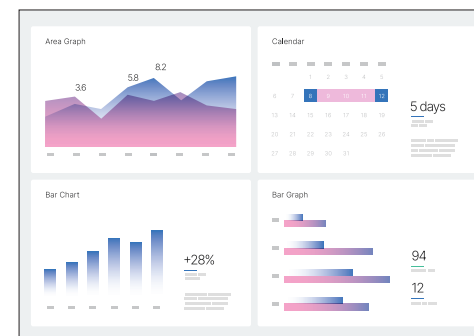 Area Graph
3.6
5.8
8.2
Calendar
1 2 3 4 5
6 7 8 9 10 11 12
13 14 15 16 17 18 19
20 21 22 23 24 25 26
27 28 29 30 31
5 days
Bar Chart
+28%
Bar Graph
94
12